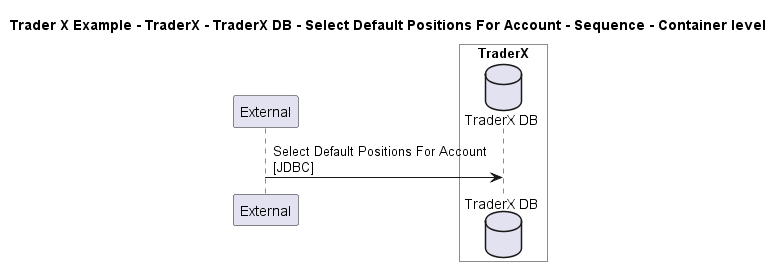 Trader X Example - TraderX - TraderX DB - Select Default Positions For Account - Sequence - Container level
TraderX
External
TraderX DB
Select Default Positions For Account
[JDBC]
External
TraderX DB